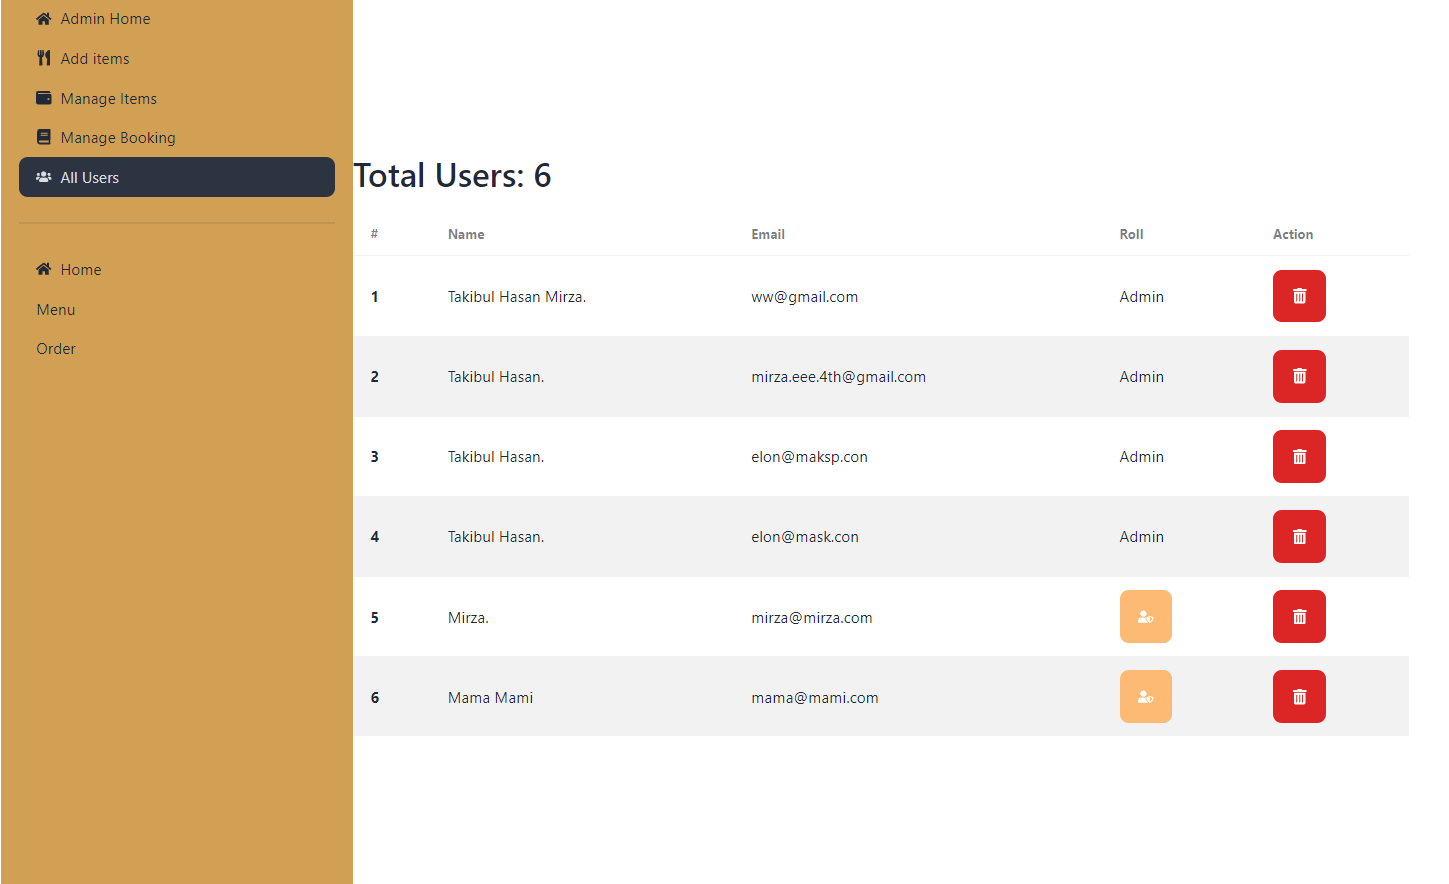 Admin Home
Add items
Manage Items
Manage Booking
All Users
Home
Menu
Order
Total Users: 6
# Name Email Roll Action
1 Takibul Hasan Mirza. ww@gmail.com Admin
2 Takibul Hasan. mirza.eee.4th@gmail.com Admin
3 Takibul Hasan. elon@maksp.con Admin
4 Takibul Hasan. elon@mask.con Admin
5 Mirza. mirza@mirza.com
6 Mama Mami mama@mami.com